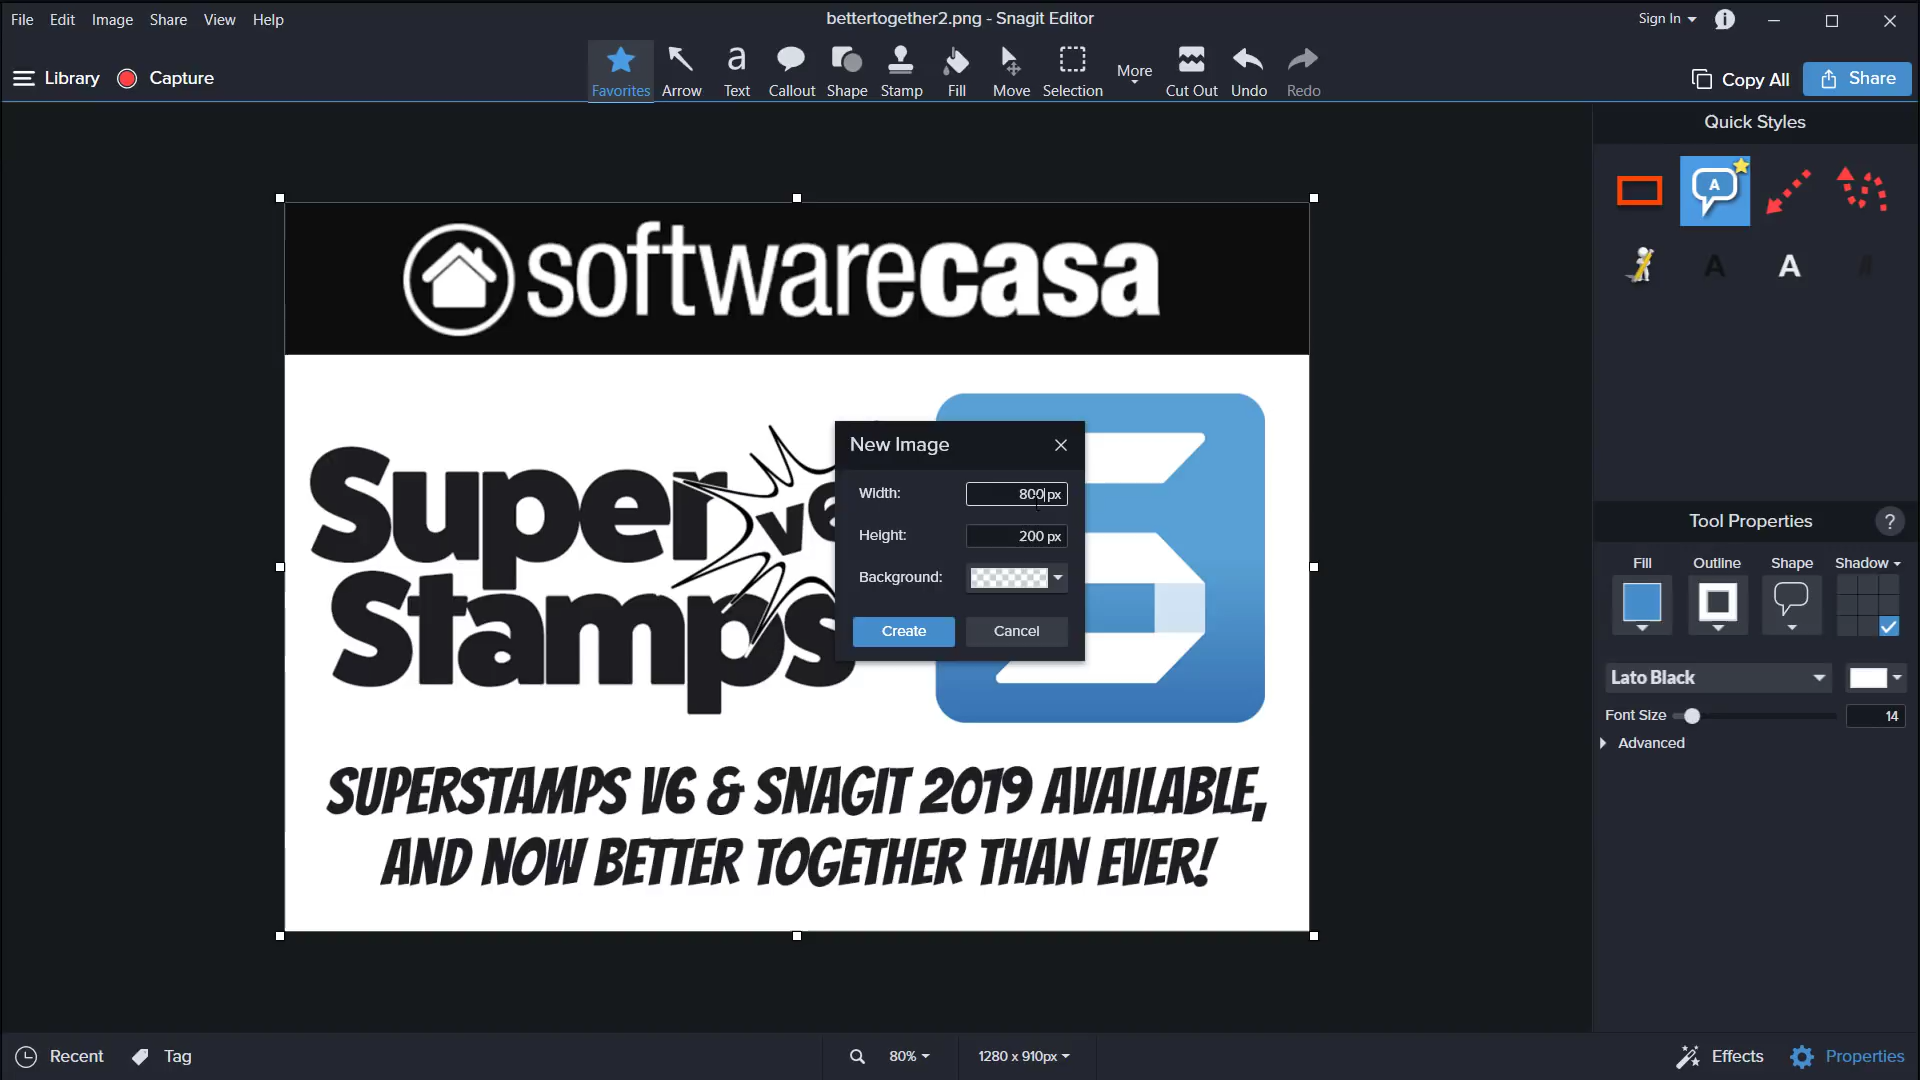 File Edit Image Share View Help
bettertogether2.png - Snagit Editor
Sign In
Library Capture
Favorites Arrow Text Callout Shape Stamp Fill Move Selection More Cut Out Undo Redo
Copy All Share
Quick Styles
A
A A
softwarecasa
Super
Stamps
New Image
Width: 800 px
Height: 200 px
Background:
Create Cancel
SUPERSTAMPS V6 & SNAGIT 2019 AVAILABLE,
AND NOW BETTER TOGETHER THAN EVER!
Tool Properties ?
Fill Outline Shape Shadow
Lato Black
Font Size 14
Advanced
Recent Tag
80% 1280 x 910px
Effects Properties